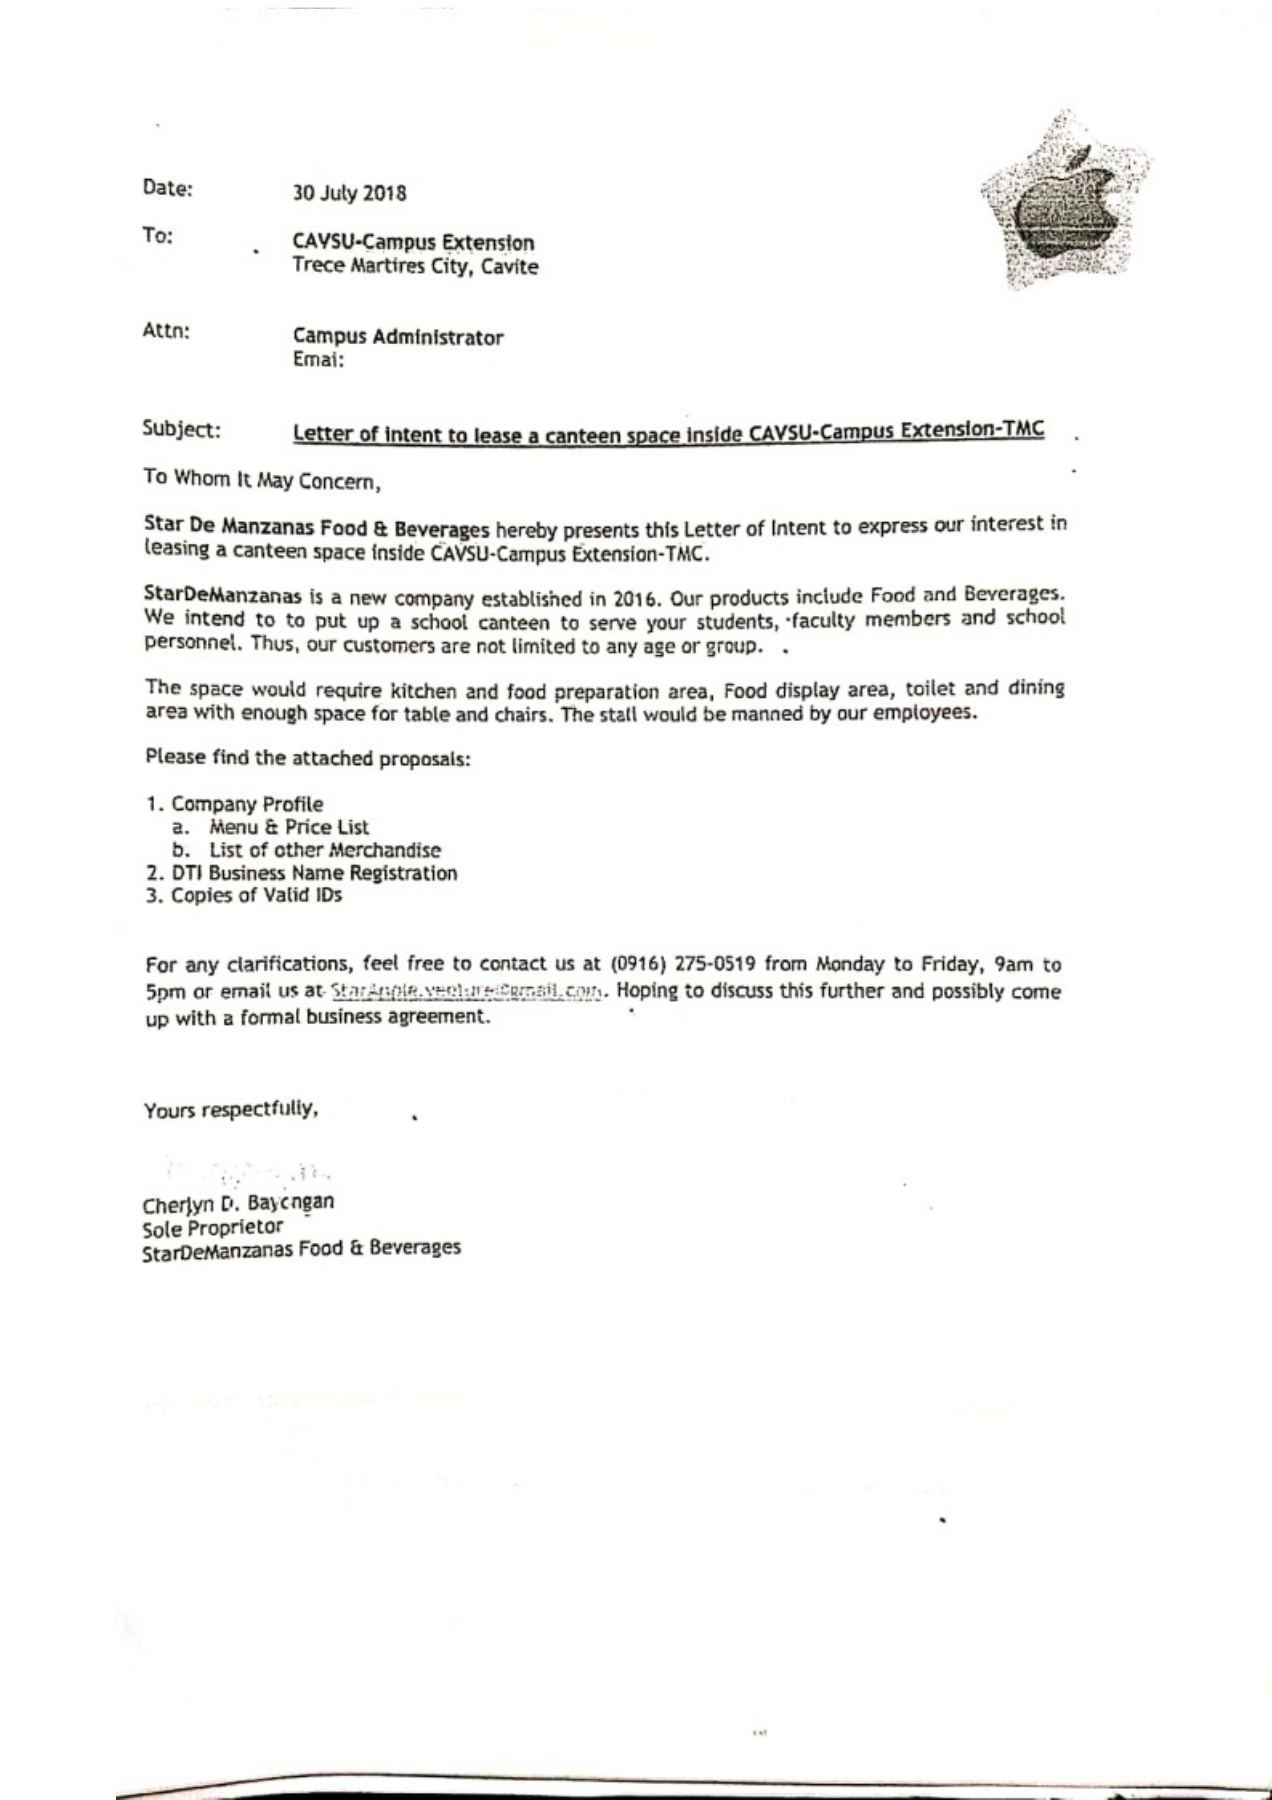 Date: 30 July 2018
To: CAVSU-Campus Extension
Trece Martires City, Cavite
Attn: Campus Administrator
Emai:
Subject: Letter of intent to lease a canteen space inside CAVSU-Campus Extension-TMC
To Whom It May Concern,
Star De Manzanas Food & Beverages hereby presents this Letter of Intent to express our interest in
leasing a canteen space inside CAVSU-Campus Extension-TMC.
StarDeManzanas is a new company established in 2016. Our products include Food and Beverages.
We intend to to put up a school canteen to serve your students, faculty members and school
personnel. Thus, our customers are not limited to any age or group.
The space would require kitchen and food preparation area, Food display area, toilet and dining
area with enough space for table and chairs. The stall would be manned by our employees.
Please find the attached proposals:
1. Company Profile
a. Menu & Price List
b. List of other Merchandise
2. DTI Business Name Registration
3. Copies of Valid IDs
For any clarifications, feel free to contact us at (0916) 275-0519 from Monday to Friday, 9am to
5pm or email us at . Hoping to discuss this further and possibly come
up with a formal business agreement.
Yours respectfully,
Cherlyn D.
Sole Proprietor
StarDeManzanas Food & Beverages